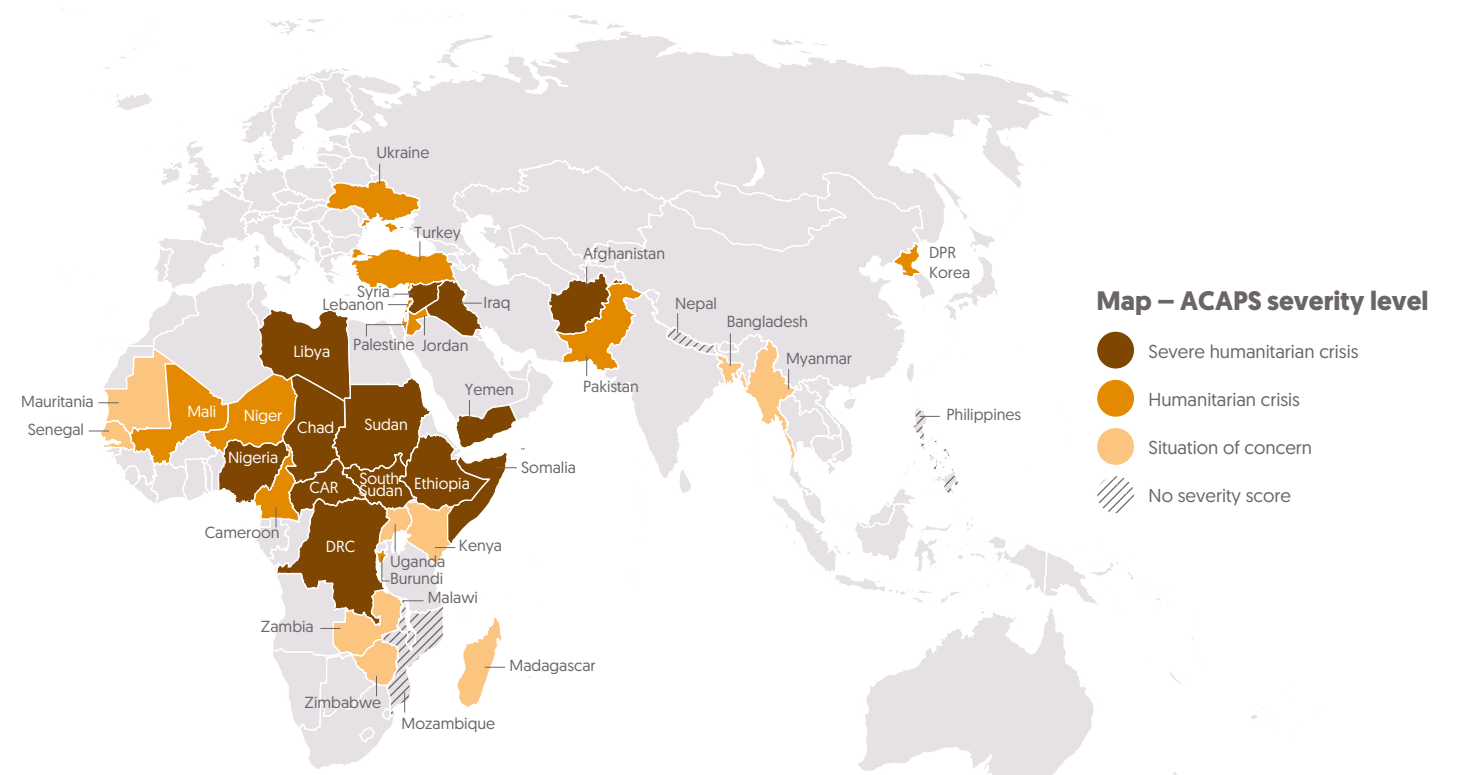 Ukraine
Turkey
Afghanistan
DPR
Korea
Syria
Lebanon
Iraq
Nepal
Map – ACAPS severity level
Bangladesh
Palestine
Jordan
Libya
Severe humanitarian crisis
Myanmar
Pakistan
Yemen
Mauritania
Mali
Niger
Humanitarian crisis
Senegal
Chad
Sudan
Philippines
Nigeria
Situation of concern
Somalia
CAR
South
Sudan
Ethiopia
No severity score
Cameroon
DRC
Kenya
Uganda
Burundi
Malawi
Zambia
Madagascar
Zimbabwe
Mozambique